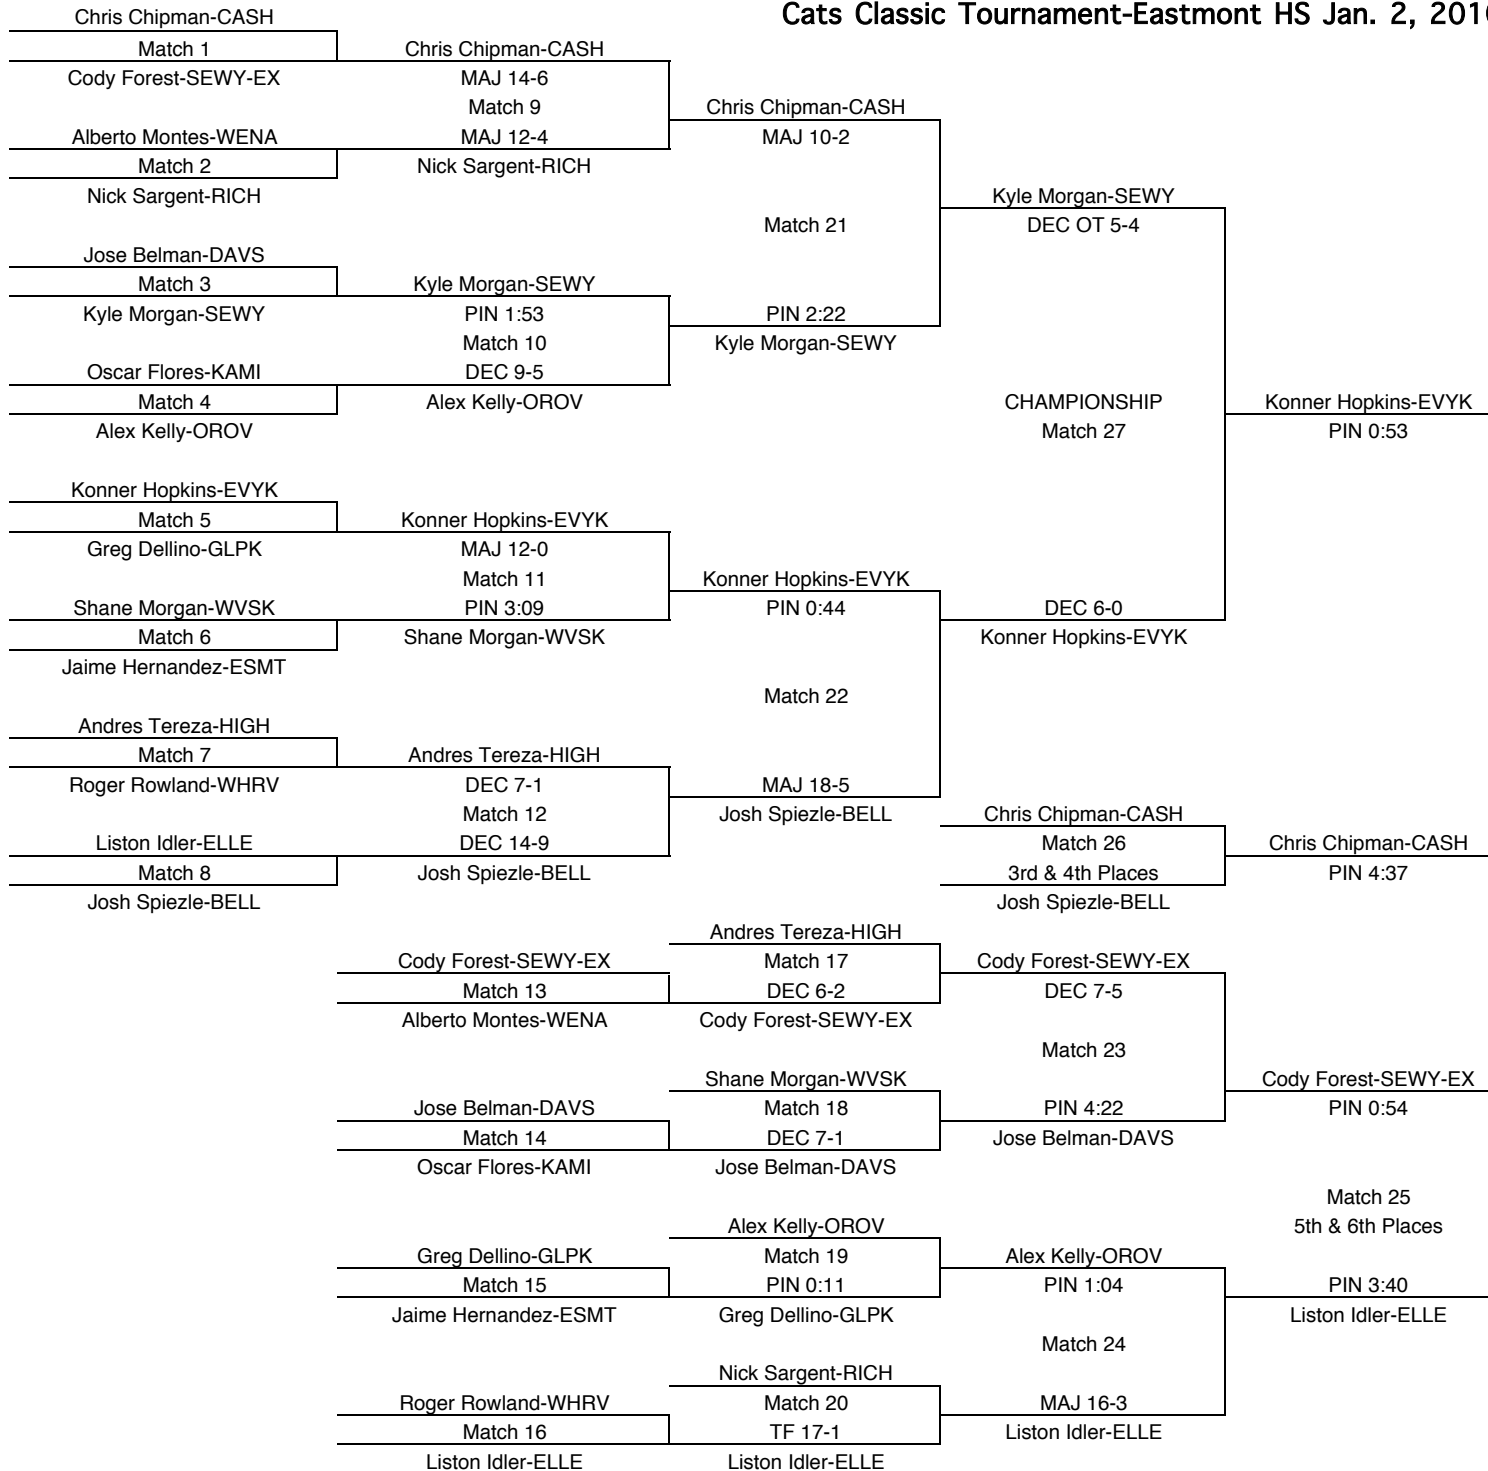 Cats Classic Tournament-Eastmont HS Jan. 2, 201
Chris Chipman-CASH
Match 1
Chris Chipman-CASH
Cody Forest-SEWY-EX
MAJ 14-6
Match 9
Chris Chipman-CASH
Alberto Montes-WENA
MAJ 12-4
MAJ 10-2
Match 2
Nick Sargent-RICH
Nick Sargent-RICH
Kyle Morgan-SEWY
Match 21
DEC OT 5-4
Jose Belman-DAVS
Match 3
Kyle Morgan-SEWY
Kyle Morgan-SEWY
PIN 1:53
PIN 2:22
Match 10
Kyle Morgan-SEWY
Oscar Flores-KAMI
DEC 9-5
Match 4
Alex Kelly-OROV
CHAMPIONSHIP
Konner Hopkins-EVYK
Alex Kelly-OROV
Match 27
PIN 0:53
Konner Hopkins-EVYK
Match 5
Konner Hopkins-EVYK
Greg Dellino-GLPK
MAJ 12-0
Match 11
Konner Hopkins-EVYK
Shane Morgan-WVSK
PIN 3:09
PIN 0:44
DEC 6-0
Match 6
Shane Morgan-WVSK
Konner Hopkins-EVYK
Jaime Hernandez-ESMT
Match 22
Andres Tereza-HIGH
Match 7
Andres Tereza-HIGH
Roger Rowland-WHRV
DEC 7-1
MAJ 18-5
Match 12
Josh Spiezle-BELL
Chris Chipman-CASH
Liston Idler-ELLE
DEC 14-9
Match 26
Chris Chipman-CASH
Match 8
Josh Spiezle-BELL
3rd & 4th Places
PIN 4:37
Josh Spiezle-BELL
Josh Spiezle-BELL
Andres Tereza-HIGH
Cody Forest-SEWY-EX
Match 17
Cody Forest-SEWY-EX
Match 13
DEC 6-2
DEC 7-5
Alberto Montes-WENA
Cody Forest-SEWY-EX
Match 23
Shane Morgan-WVSK
Cody Forest-SEWY-EX
Jose Belman-DAVS
Match 18
PIN 4:22
PIN 0:54
Match 14
DEC 7-1
Jose Belman-DAVS
Oscar Flores-KAMI
Jose Belman-DAVS
Match 25
Alex Kelly-OROV
5th & 6th Places
Greg Dellino-GLPK
Match 19
Alex Kelly-OROV
Match 15
PIN 0:11
PIN 1:04
PIN 3:40
Jaime Hernandez-ESMT
Greg Dellino-GLPK
Liston Idler-ELLE
Match 24
Nick Sargent-RICH
Roger Rowland-WHRV
Match 20
MAJ 16-3
Match 16
TF 17-1
Liston Idler-ELLE
Liston Idler-ELLE
Liston Idler-ELLE